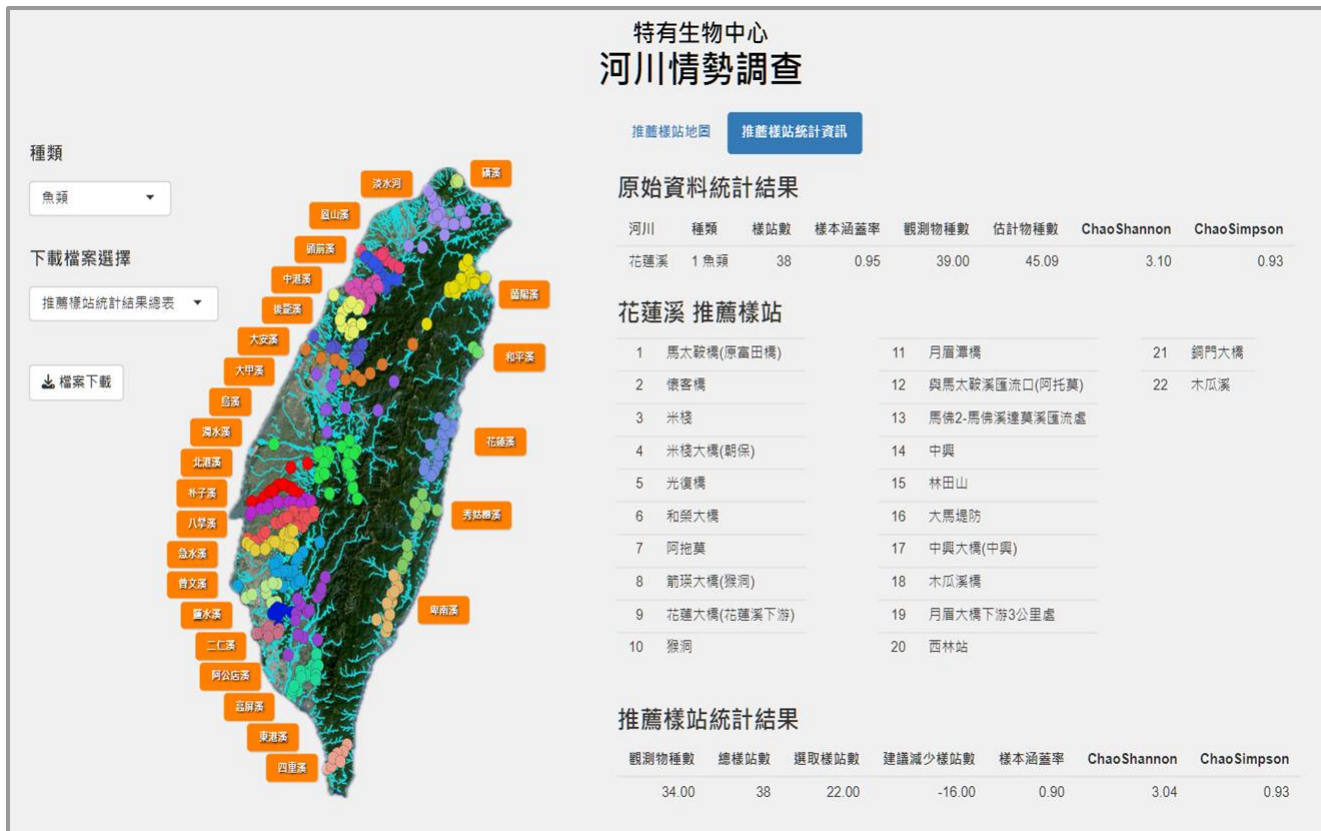 特有生物中心
河川情勢調查
推薦樣站地圖 推薦樣站統計資訊
種類
魚類
下載檔案選擇
推薦樣站統計結果總表
檔案下載
淡水河
磺溪
鳳山溪
頭前溪
中港溪
後龍溪
大安溪
大甲溪
烏溪
濁水溪
北港溪
朴子溪
八掌溪
急水溪
曾文溪
鹽水溪
二仁溪
阿公店溪
高屏溪
東港溪
四重溪
蘭陽溪
和平溪
花蓮溪
秀姑巒溪
卑南溪
原始資料統計結果
河川 種類 樣站數 樣本涵蓋率 觀測物種數 估計物種數 ChaoShannon ChaoSimpson
花蓮溪 1 魚類 38 0.95 39.00 45.09 3.10 0.93
花蓮溪 推薦樣站
1 馬太鞍橋(原富田橋)
2 懷客橋
3 米棧
4 米棧大橋(朝保)
5 光復橋
6 和榮大橋
7 阿拖莫
8 箭瑛大橋(猴洞)
9 花蓮大橋(花蓮溪下游)
10 猴洞
11 月眉潭橋
12 與馬太鞍溪匯流口(阿托莫)
13 馬佛2-馬佛溪達莫溪匯流處
14 中興
15 林田山
16 大馬堤防
17 中興大橋(中興)
18 木瓜溪橋
19 月眉大橋下游3公里處
20 西林站
21 銅門大橋
22 木瓜溪
推薦樣站統計結果
觀測物種數 總樣站數 選取樣站數 建議減少樣站數 樣本涵蓋率 ChaoShannon ChaoSimpson
34.00 38 22.00 -16.00 0.90 3.04 0.93